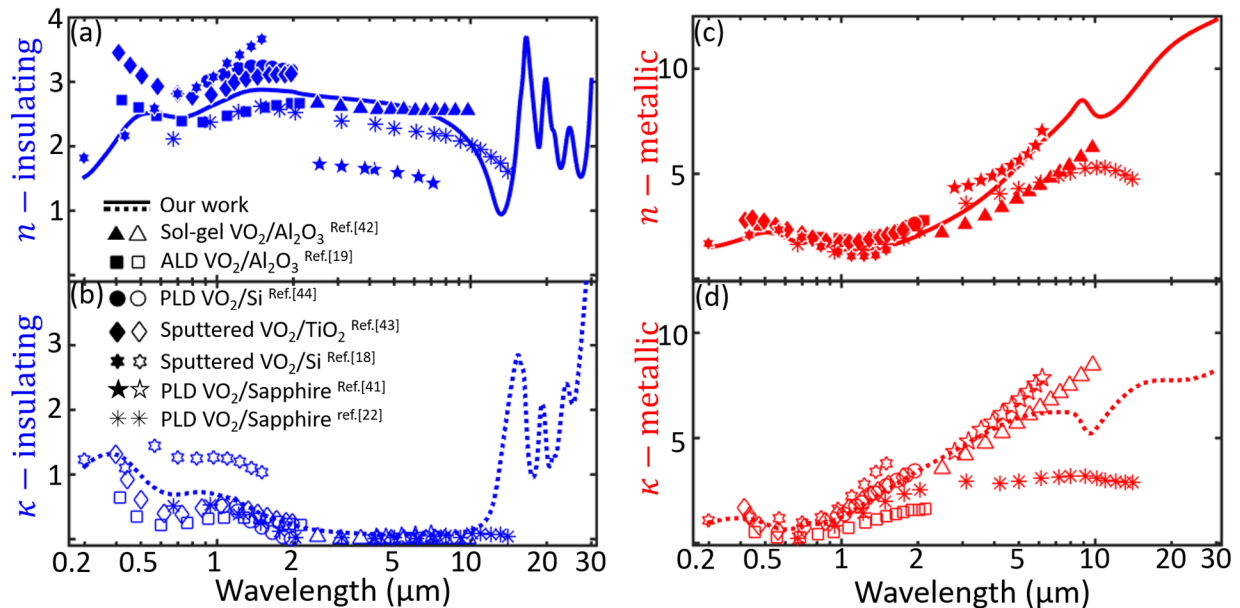 (a)
n – insulating
4
3
2
1
0
Our work
Sol-gel VO₂/Al₂O₃ Ref.[42]
ALD VO₂/Al₂O₃ Ref.[19]
(b)
κ – insulating
3
2
1
0
PLD VO₂/Si Ref.[44]
Sputtered VO₂/TiO₂ Ref.[43]
Sputtered VO₂/Si Ref.[18]
PLD VO₂/Sapphire Ref.[41]
PLD VO₂/Sapphire ref.[22]
0.2 0.5 1 2 5 10 20 30
Wavelength (μm)
(c)
n – metallic
10
5
0
(d)
κ – metallic
10
5
0
0.2 0.5 1 2 5 10 20 30
Wavelength (μm)